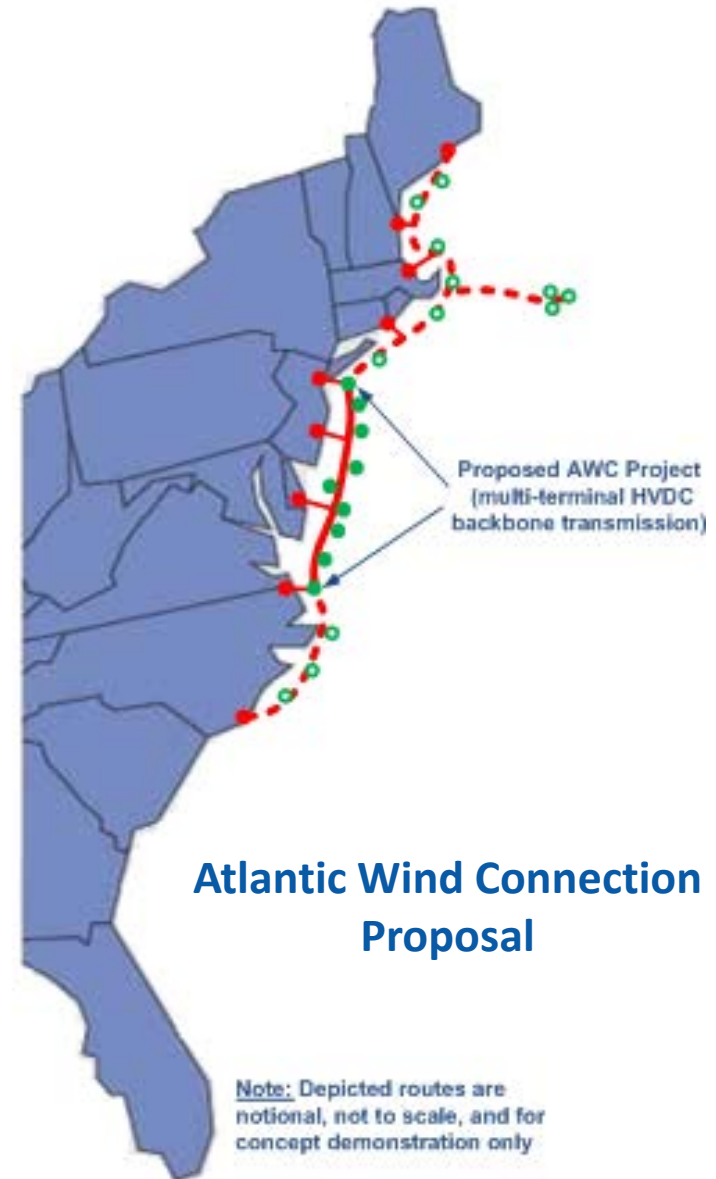 Proposed AWC Project
(multi-terminal HVDC
backbone transmission)
Atlantic Wind Connection
Proposal
Note: Depicted routes are
notional, not to scale, and for
concept demonstration only